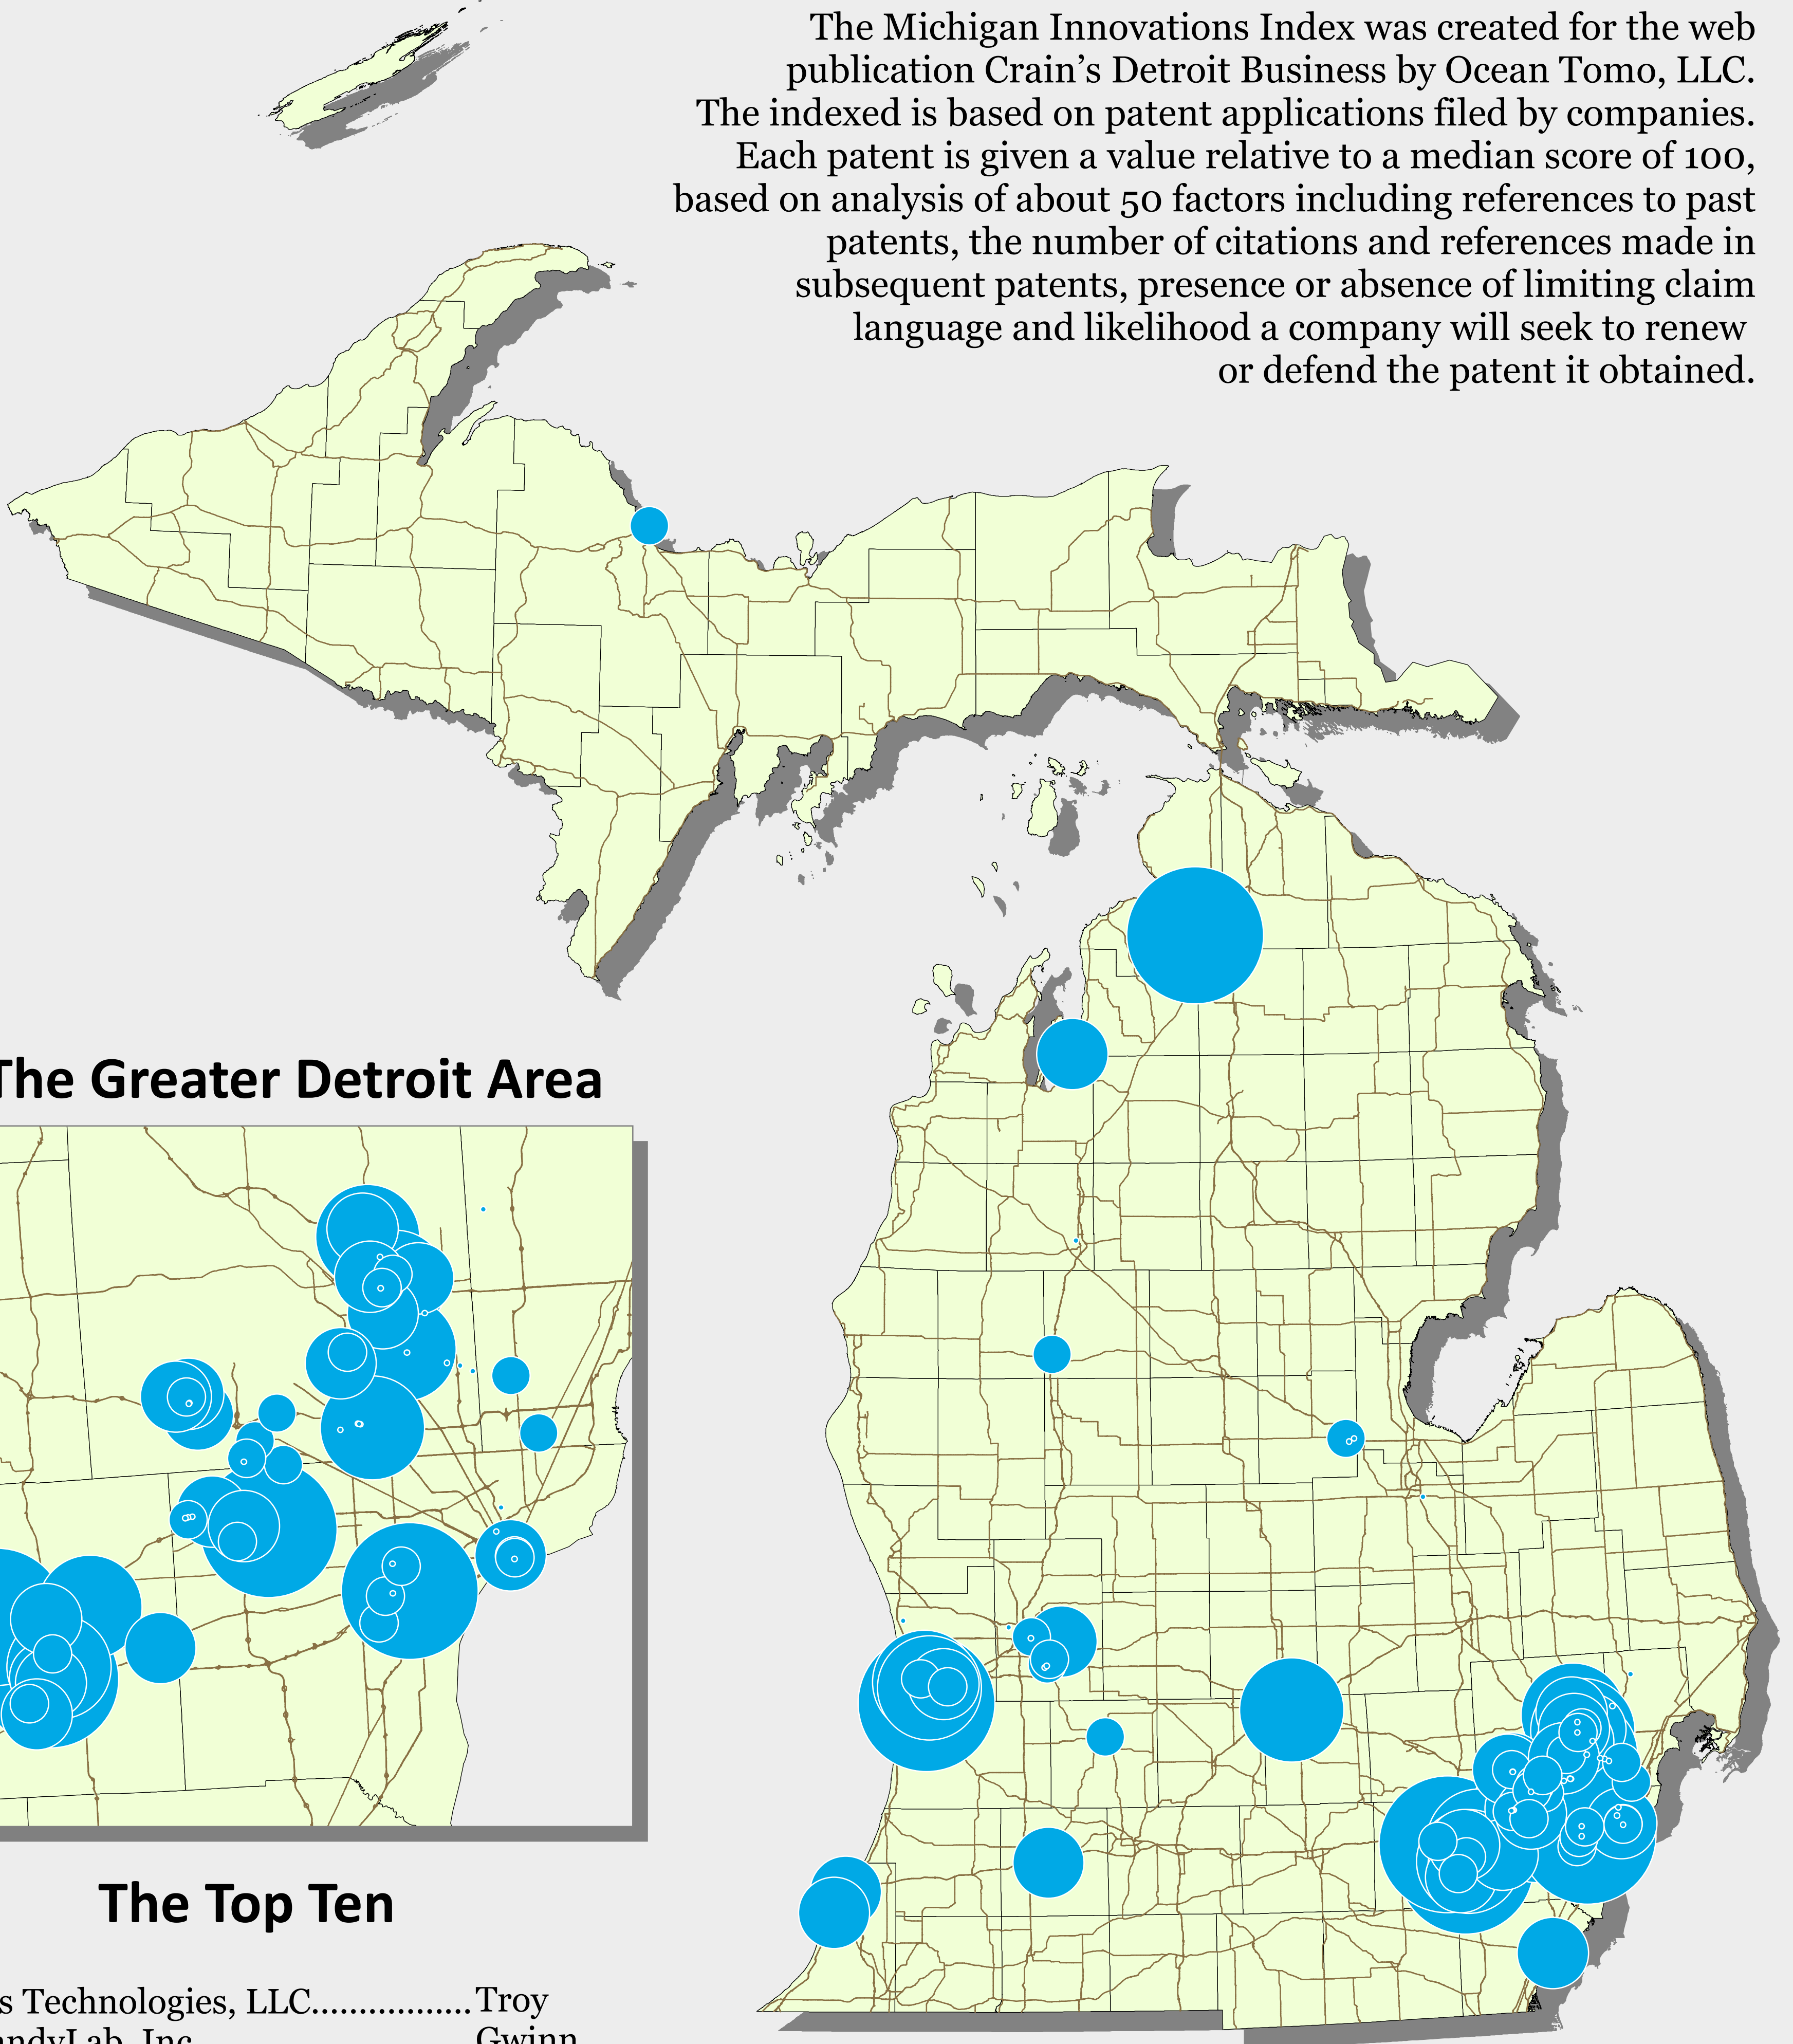 The Michigan Innovations Index was created for the web
publication Crain’s Detroit Business by Ocean Tomo, LLC.
The indexed is based on patent applications filed by companies.
Each patent is given a value relative to a median score of 100,
based on analysis of about 50 factors including references to past
patents, the number of citations and references made in
subsequent patents, presence or absence of limiting claim
language and likelihood a company will seek to renew
or defend the patent it obtained.
The Greater Detroit Area
The Top Ten
s Technologies, LLC.................Troy
andyLab, Inc Gwinn